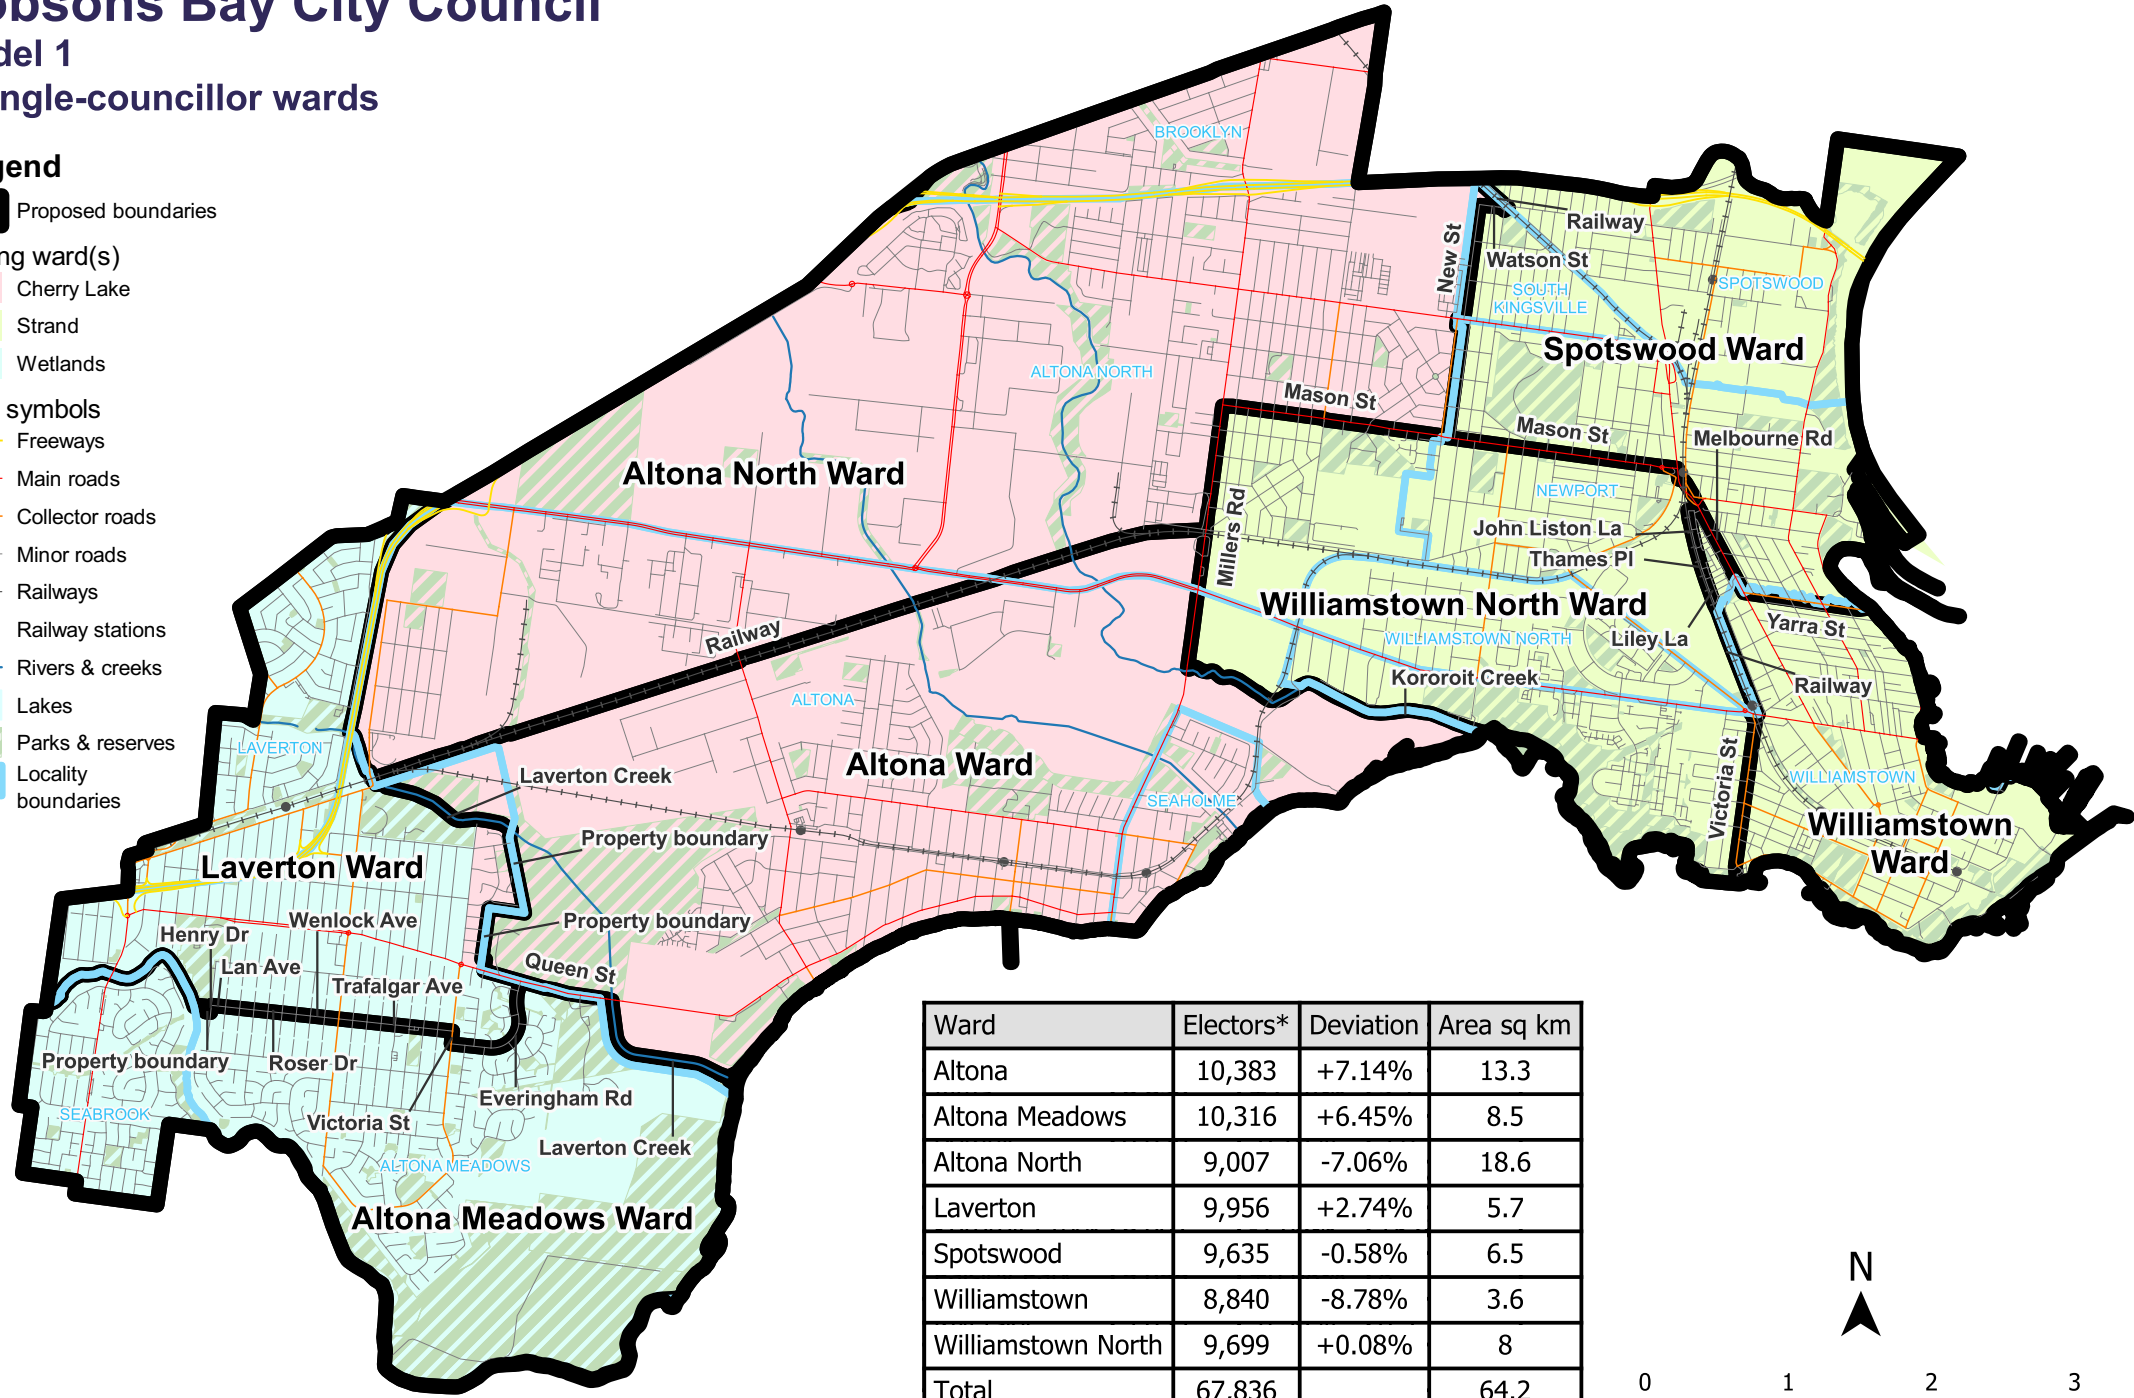 obsons Bay City Council
del 1
ngle-councillor wards
gend
Proposed boundaries
ng ward(s)
Cherry Lake
Strand
Wetlands
symbols
Freeways
Main roads
Collector roads
Minor roads
Railways
Railway stations
Rivers & creeks
Lakes
Parks & reserves
Locality
boundaries
BROOKLYN
Railway
New St
Watson St
SOUTH
KINGSVILLE
SPOTSWOOD
Spotswood Ward
ALTONA NORTH
Mason St
Mason St
Melbourne Rd
Altona North Ward
NEWPORT
Millers Rd
John Liston La
Thames Pl
Williamstown North Ward
WILLIAMSTOWN NORTH
Liley La
Yarra St
Railway
Kororoit Creek
Railway
ALTONA
LAVERTON
Altona Ward
Laverton Creek
SEAHOLME
Victoria St
WILLIAMSTOWN
Williamstown
Ward
Property boundary
Laverton Ward
Property boundary
Wenlock Ave
Henry Dr
Lan Ave
Queen St
Trafalgar Ave
Property boundary
Roser Dr
Everingham Rd
SEABROOK
Victoria St
Laverton Creek
ALTONA MEADOWS
Altona Meadows Ward
Ward Electors* Deviation Area sq km
Altona 10,383 +7.14% 13.3
Altona Meadows 10,316 +6.45% 8.5
Altona North 9,007 -7.06% 18.6
Laverton 9,956 +2.74% 5.7
Spotswood 9,635 -0.58% 6.5
Williamstown 8,840 -8.78% 3.6
Williamstown North 9,699 +0.08% 8
Total 67,836 64.2
N
0 1 2 3